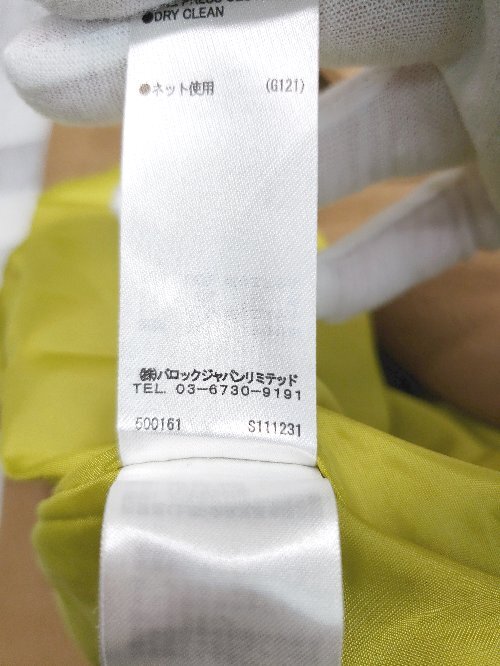 ●DRY CLEAN
●ネット使用 (G121)
㈱バロックジャパンリミテッド
TEL. 03-6730-9191
500161 S111231